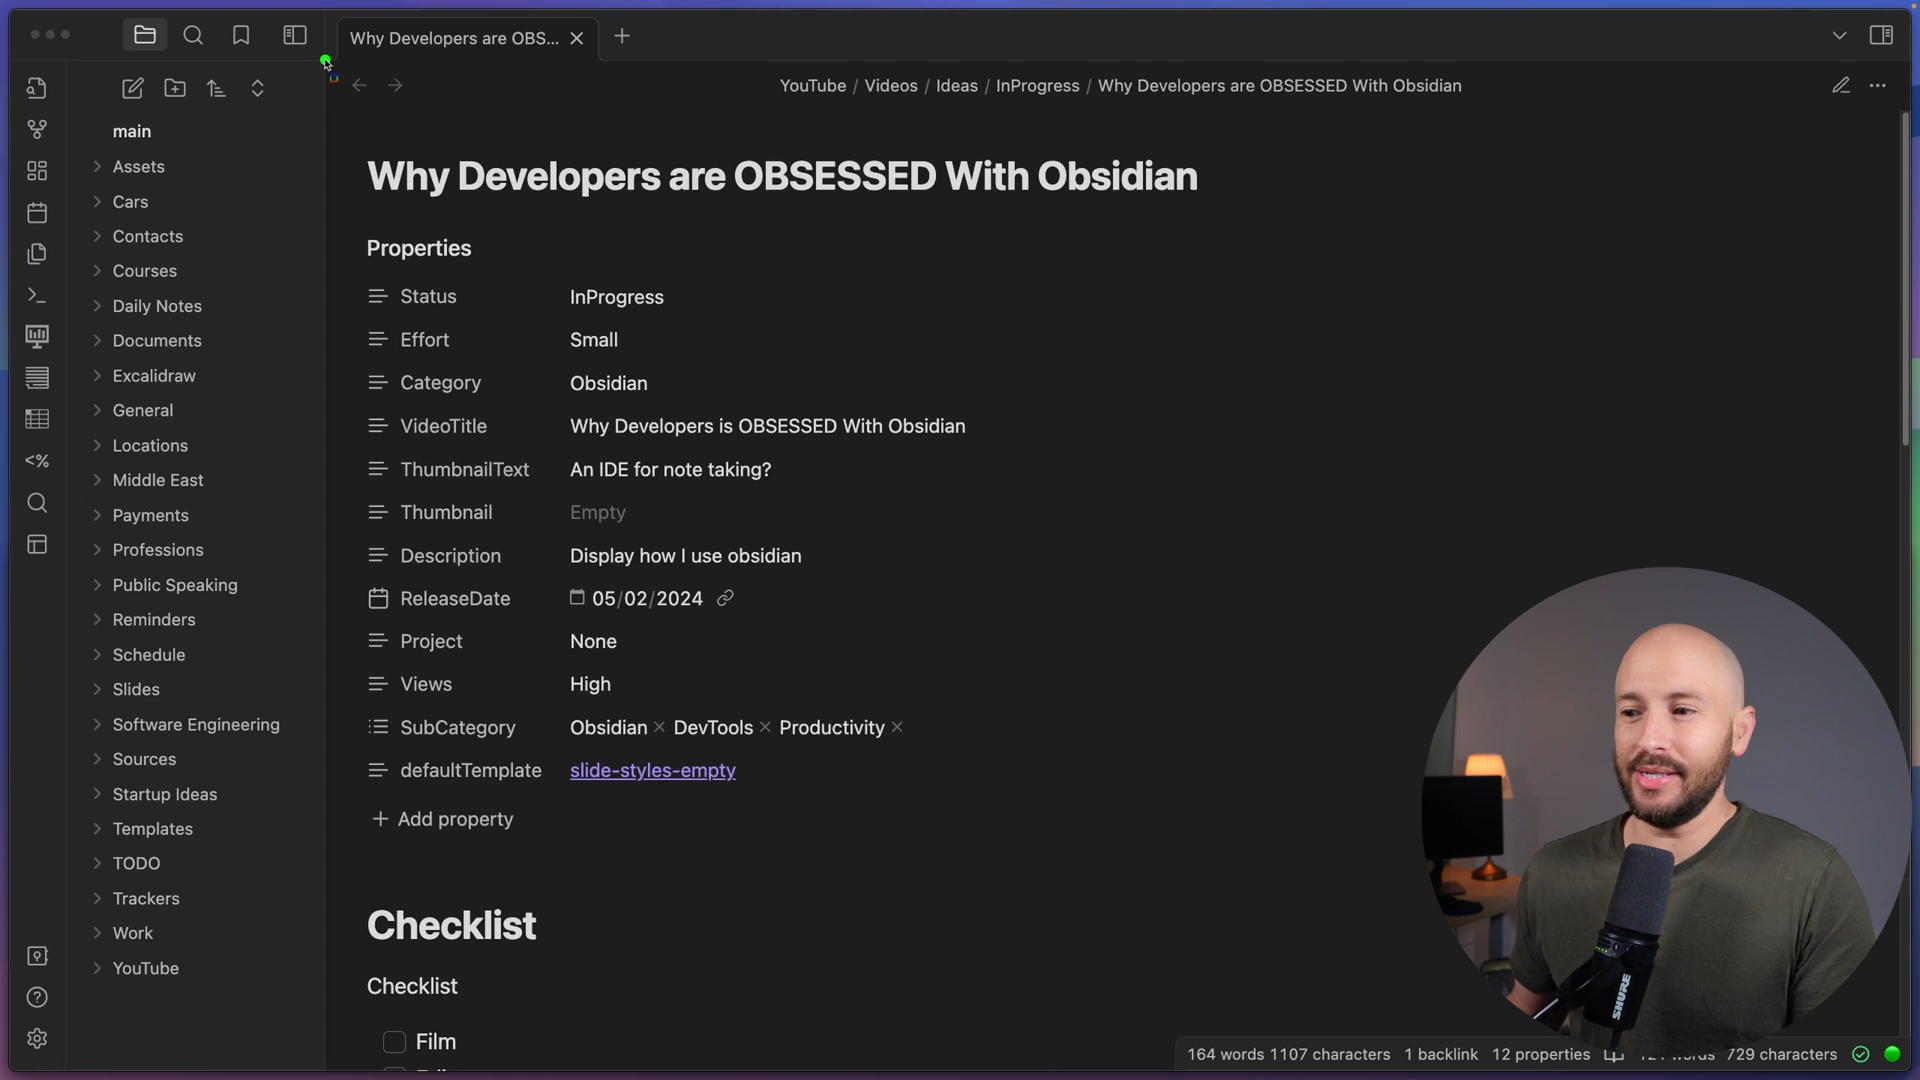 Why Developers are OBS...
YouTube / Videos / Ideas / InProgress / Why Developers are OBSESSED With Obsidian
main
Assets
Cars
Contacts
Courses
Daily Notes
Documents
Excalidraw
General
Locations
Middle East
Payments
Professions
Public Speaking
Reminders
Schedule
Slides
Software Engineering
Sources
Startup Ideas
Templates
TODO
Trackers
Work
YouTube
<%
Why Developers are OBSESSED With Obsidian
Properties
Status InProgress
Effort Small
Category Obsidian
VideoTitle Why Developers is OBSESSED With Obsidian
ThumbnailText An IDE for note taking?
Thumbnail Empty
Description Display how I use obsidian
ReleaseDate 05/02/2024
Project None
Views High
SubCategory Obsidian × DevTools × Productivity ×
defaultTemplate slide-styles-empty
+ Add property
Checklist
Checklist
Film
SHURE
164 words 1107 characters 1 backlink 12 properties words 729 characters